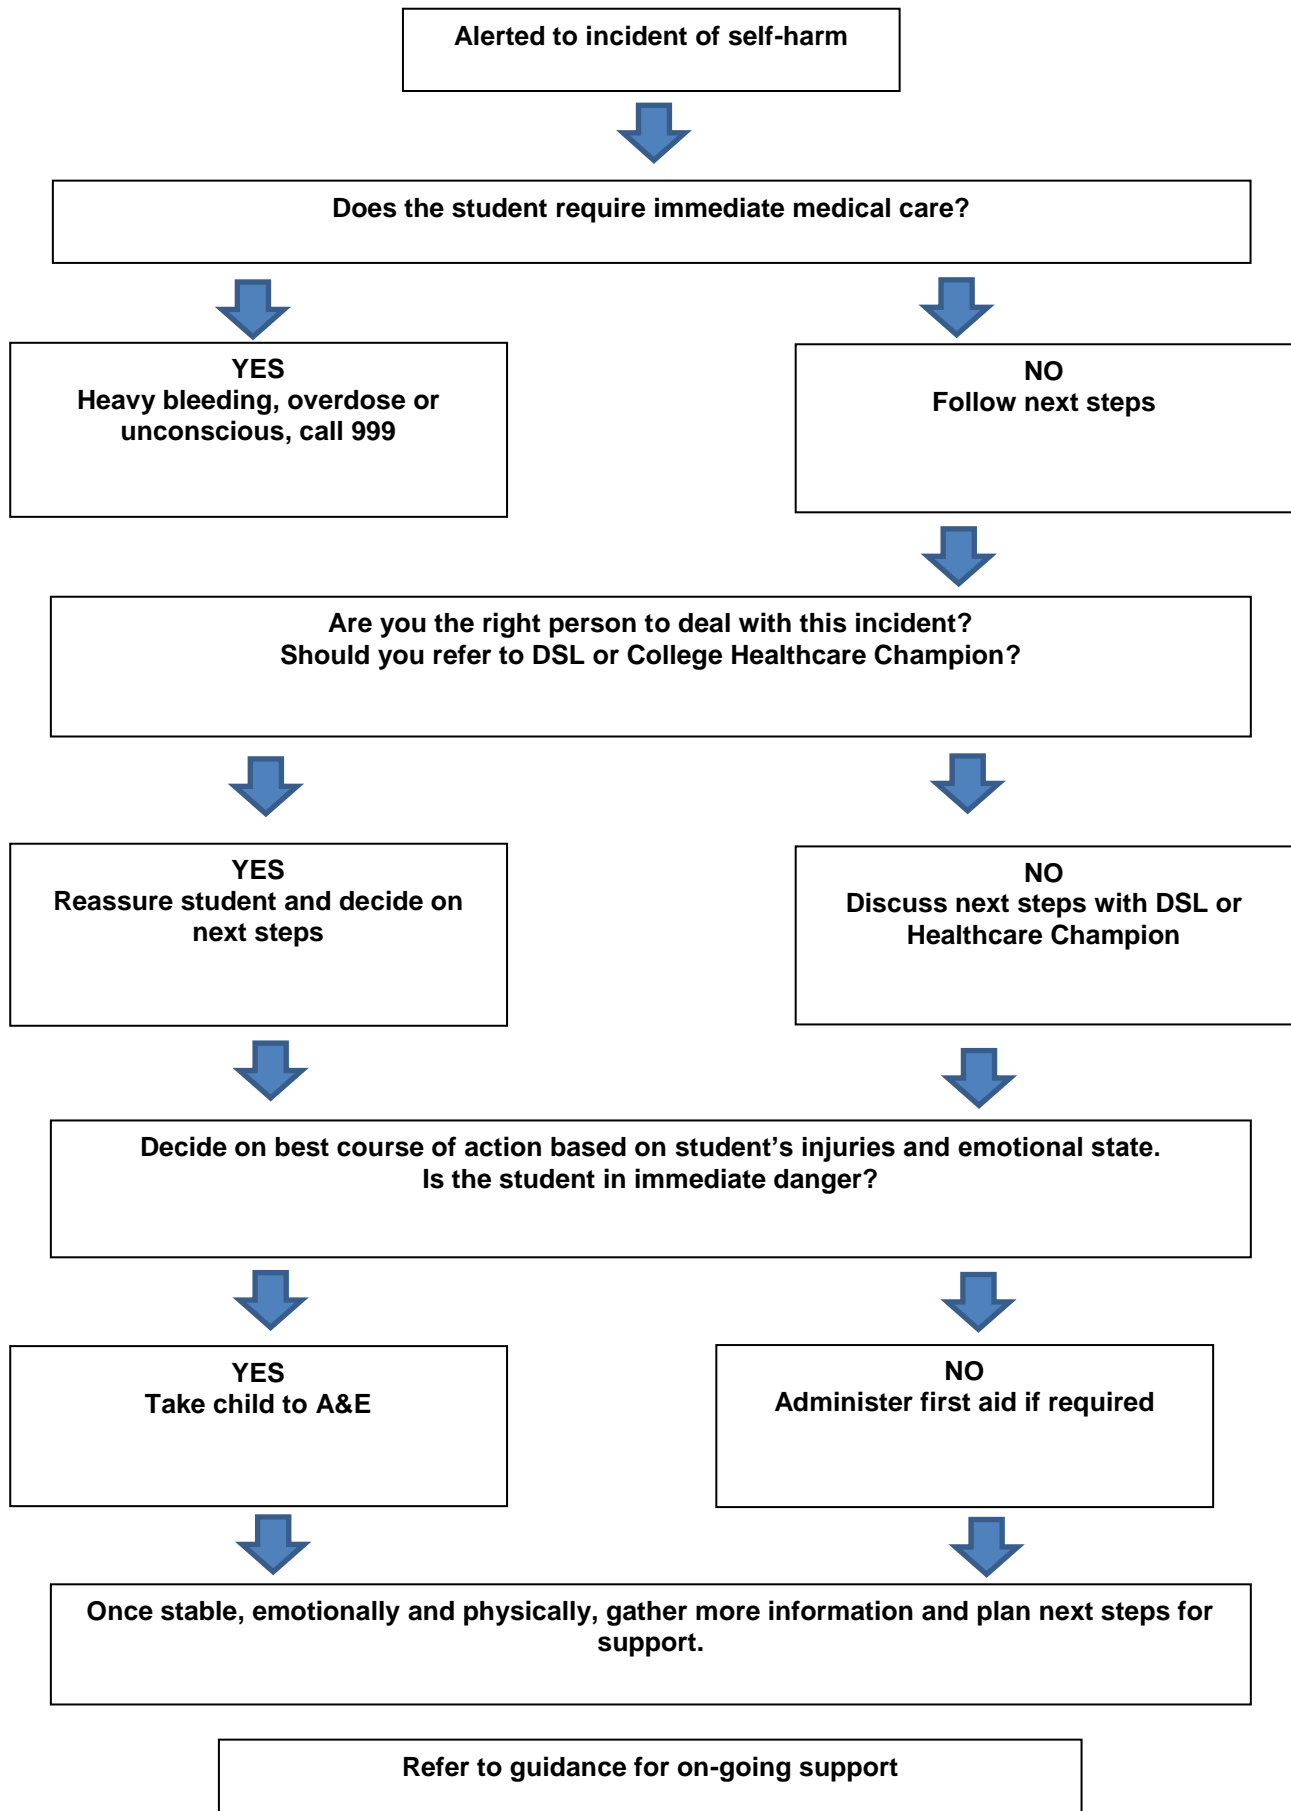 Alerted to incident of self-harm
Does the student require immediate medical care?
YES
Heavy bleeding, overdose or
unconscious, call 999
NO
Follow next steps
Are you the right person to deal with this incident?
Should you refer to DSL or College Healthcare Champion?
YES
Reassure student and decide on
next steps
NO
Discuss next steps with DSL or
Healthcare Champion
Decide on best course of action based on student’s injuries and emotional state.
Is the student in immediate danger?
YES
Take child to A&E
NO
Administer first aid if required
Once stable, emotionally and physically, gather more information and plan next steps for
support.
Refer to guidance for on-going support